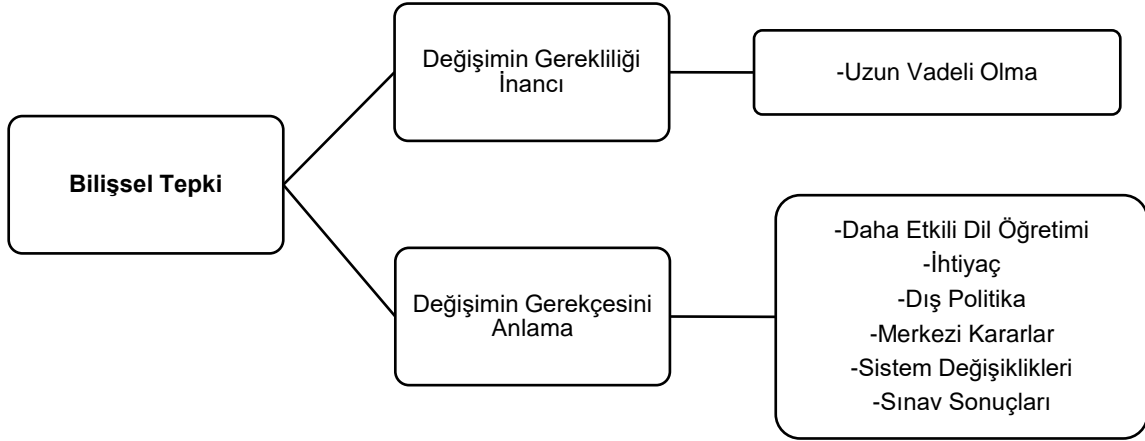 Değişimin Gerekliliği
İnancı
-Uzun Vadeli Olma
Bilişsel Tepki
Değişimin Gerekçesini
Anlama
-Daha Etkili Dil Öğretimi
-İhtiyaç
-Dış Politika
-Merkezi Kararlar
-Sistem Değişiklikleri
-Sınav Sonuçları